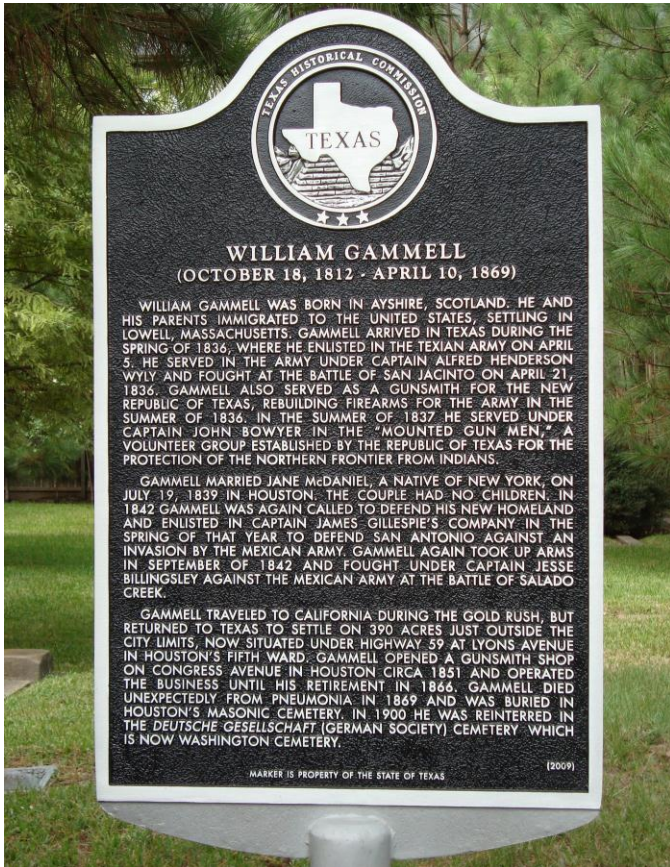 TEXAS HISTORICAL COMMISSION
TEXAS
WILLIAM GAMMELL
(OCTOBER 18, 1812 - APRIL 10, 1869)
WILLIAM GAMMELL WAS BORN IN AYSHIRE, SCOTLAND. HE AND
HIS PARENTS IMMIGRATED TO THE UNITED STATES, SETTLING IN
LOWELL, MASSACHUSETTS. GAMMELL ARRIVED IN TEXAS DURING THE
SPRING OF 1836, WHERE HE ENLISTED IN THE TEXIAN ARMY ON APRIL
5. HE SERVED IN THE ARMY UNDER CAPTAIN ALFRED HENDERSON
WYLY AND FOUGHT AT THE BATTLE OF SAN JACINTO ON APRIL 21,
1836. GAMMELL ALSO SERVED AS A GUNSMITH FOR THE NEW
REPUBLIC OF TEXAS, REBUILDING FIREARMS FOR THE ARMY IN THE
SUMMER OF 1836. IN THE SUMMER OF 1837 HE SERVED UNDER
CAPTAIN JOHN BOWYER IN THE "MOUNTED GUN MEN," A
VOLUNTEER GROUP ESTABLISHED BY THE REPUBLIC OF TEXAS FOR THE
PROTECTION OF THE NORTHERN FRONTIER FROM INDIANS.
GAMMELL MARRIED JANE McDANIEL, A NATIVE OF NEW YORK, ON
JULY 19, 1839 IN HOUSTON. THE COUPLE HAD NO CHILDREN. IN
1842 GAMMELL WAS AGAIN CALLED TO DEFEND HIS NEW HOMELAND
AND ENLISTED IN CAPTAIN JAMES GILLESPIE'S COMPANY IN THE
SPRING OF THAT YEAR TO DEFEND SAN ANTONIO AGAINST AN
INVASION BY THE MEXICAN ARMY. GAMMELL AGAIN TOOK UP ARMS
IN SEPTEMBER OF 1842 AND FOUGHT UNDER CAPTAIN JESSE
BILLINGSLEY AGAINST THE MEXICAN ARMY AT THE BATTLE OF SALADO
CREEK.
GAMMELL TRAVELED TO CALIFORNIA DURING THE GOLD RUSH, BUT
RETURNED TO TEXAS TO SETTLE ON 390 ACRES JUST OUTSIDE THE
CITY LIMITS, NOW SITUATED UNDER HIGHWAY 59 AT LYONS AVENUE
IN HOUSTON'S FIFTH WARD. GAMMELL OPENED A GUNSMITH SHOP
ON CONGRESS AVENUE IN HOUSTON CIRCA 1851 AND OPERATED
THE BUSINESS UNTIL HIS RETIREMENT IN 1866. GAMMELL DIED
UNEXPECTEDLY FROM PNEUMONIA IN 1869 AND WAS BURIED IN
HOUSTON'S MASONIC CEMETERY. IN 1900 HE WAS REINTERRED IN
THE DEUTSCHE GESELLSCHAFT (GERMAN SOCIETY) CEMETERY WHICH
IS NOW WASHINGTON CEMETERY.
(2009)
MARKER IS PROPERTY OF THE STATE OF TEXAS